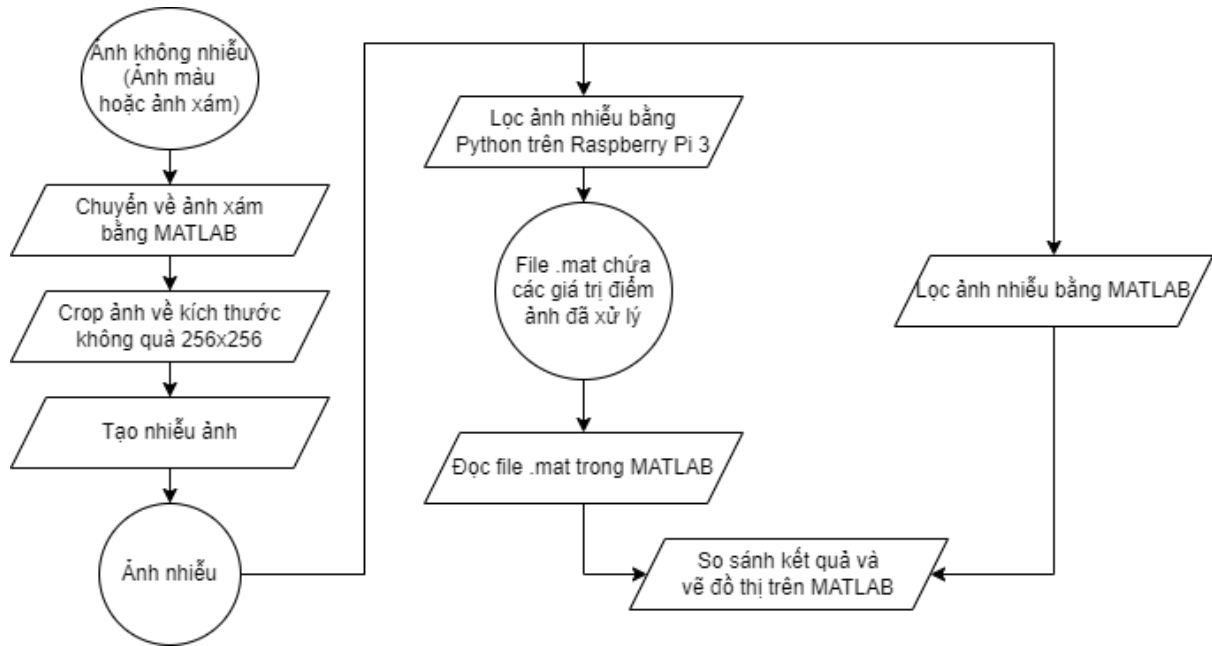 Ảnh không nhiễu
(Ảnh màu
hoặc ảnh xám)
Chuyển về ảnh xám
bằng MATLAB
Crop ảnh về kích thước
không quá 256x256
Tạo nhiễu ảnh
Ảnh nhiễu
Lọc ảnh nhiễu bằng
Python trên Raspberry Pi 3
File .mat chứa
các giá trị điểm
ảnh đã xử lý
Đọc file .mat trong MATLAB
Lọc ảnh nhiễu bằng MATLAB
So sánh kết quả và
vẽ đồ thị trên MATLAB